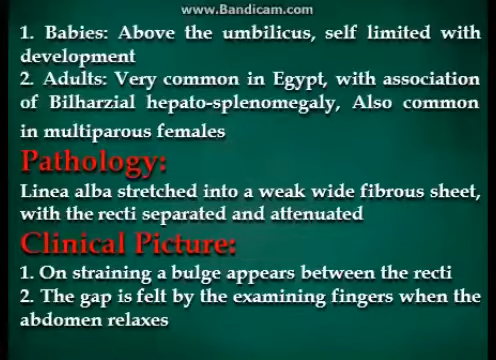 www.Bandicam.com
1. Babies: Above the umbilicus, self limited with
development
2. Adults: Very common in Egypt, with association
of Bilharzial hepato-splenomegaly, Also common
in multiparous females
Pathology:
Linea alba stretched into a weak wide fibrous sheet,
with the recti separated and attenuated
Clinical Picture:
1. On straining a bulge appears between the recti
2. The gap is felt by the examining fingers when the
abdomen relaxes